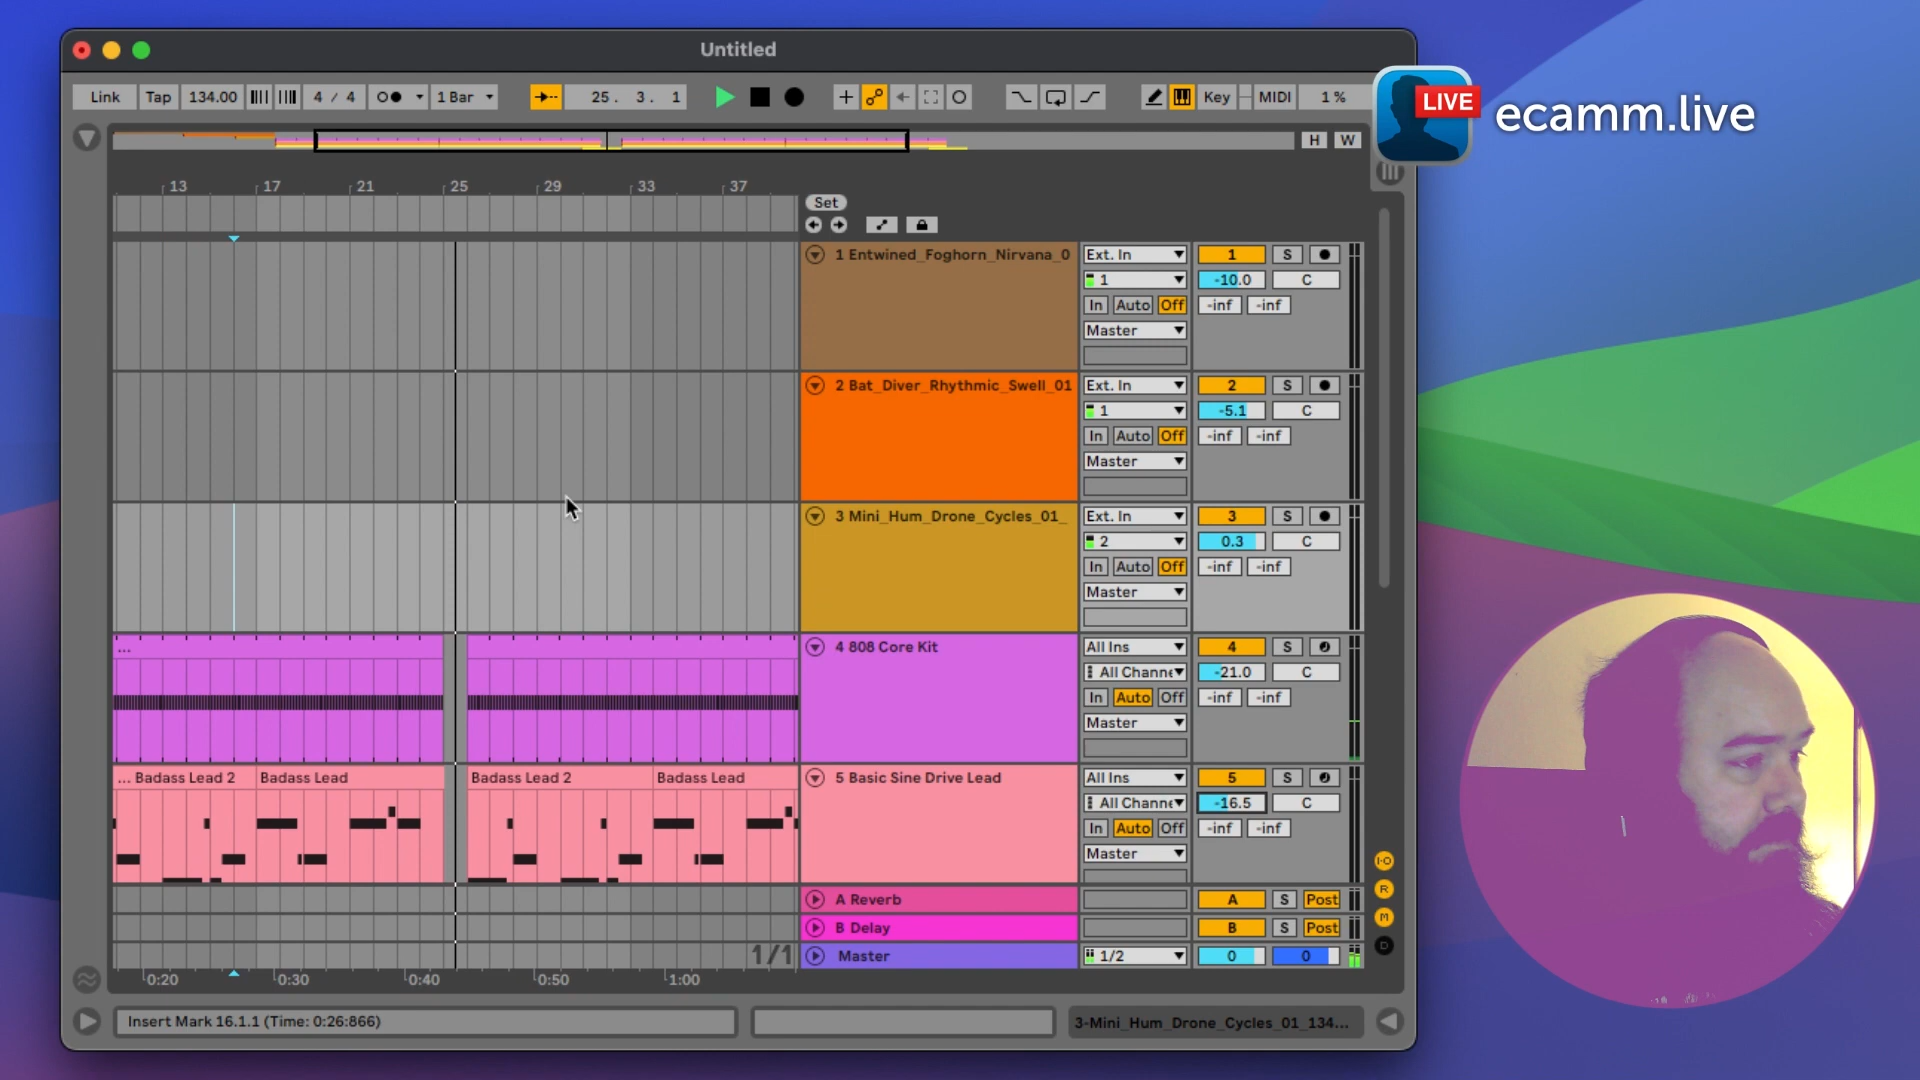 Untitled
Link Tap 134.00 4 / 4 1 Bar 25. 3. 1 Key MIDI 1 %
LIVE ecamm.live
H W
13 17 21 25 29 33 37
Set
1 Entwined_Foghorn_Nirvana_0 Ext. In 1 S
1 -10.0 C
In Auto Off -inf -inf
Master
2 Bat_Diver_Rhythmic_Swell_01 Ext. In 2 S
1 -5.1 C
In Auto Off -inf -inf
Master
3 Mini_Hum_Drone_Cycles_01_ Ext. In 3 S
2 0.3 C
In Auto Off -inf -inf
Master
... 4 808 Core Kit All Ins 4 S
All Channe -21.0 C
In Auto Off -inf -inf
Master
... Badass Lead 2 Badass Lead Badass Lead 2 Badass Lead 5 Basic Sine Drive Lead All Ins 5 S
All Channe -16.5 C
In Auto Off -inf -inf
Master
I·O
R
M
D
A Reverb A S Post
B Delay B S Post
1/1 Master 1/2 0 0
0:20 0:30 0:40 0:50 1:00
Insert Mark 16.1.1 (Time: 0:26:866) 3-Mini_Hum_Drone_Cycles_01_134...